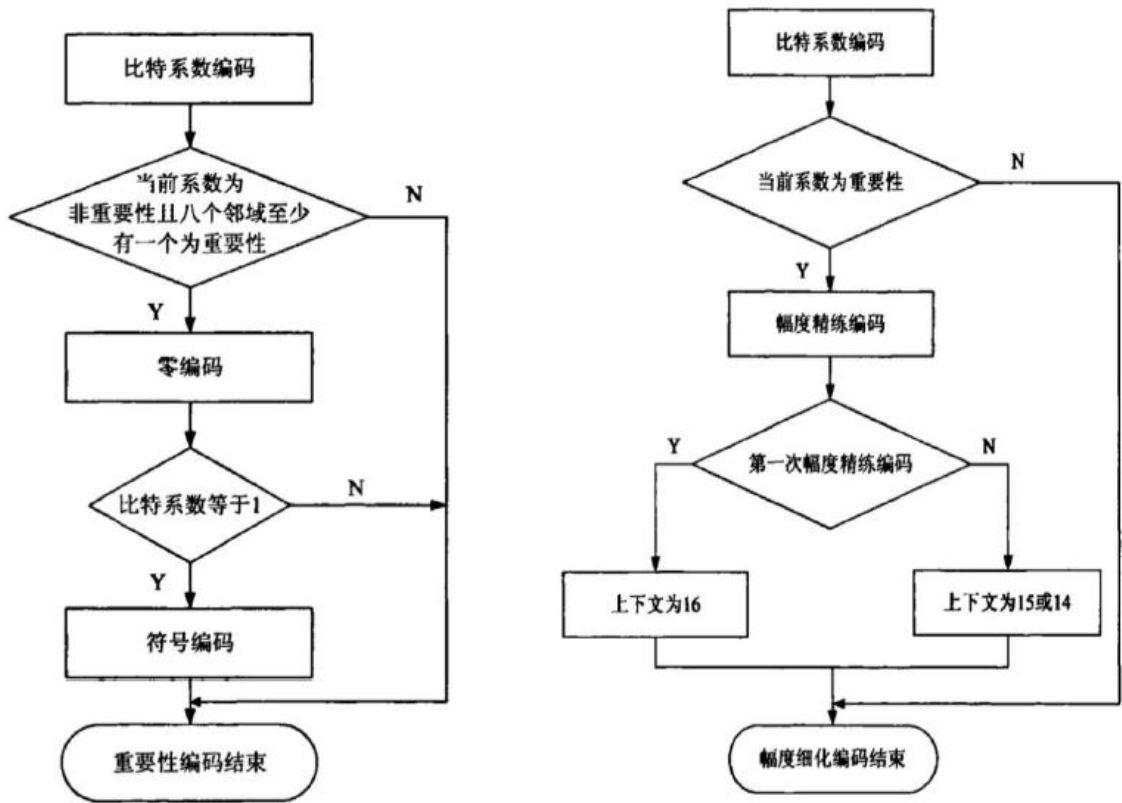 比特系数编码
当前系数为
非重要性且八个邻域至少
有一个为重要性
N
Y
零编码
比特系数等于1
N
Y
符号编码
重要性编码结束
比特系数编码
当前系数为重要性
N
Y
幅度精练编码
第一次幅度精练编码
Y
N
上下文为16
上下文为15或14
幅度细化编码结束